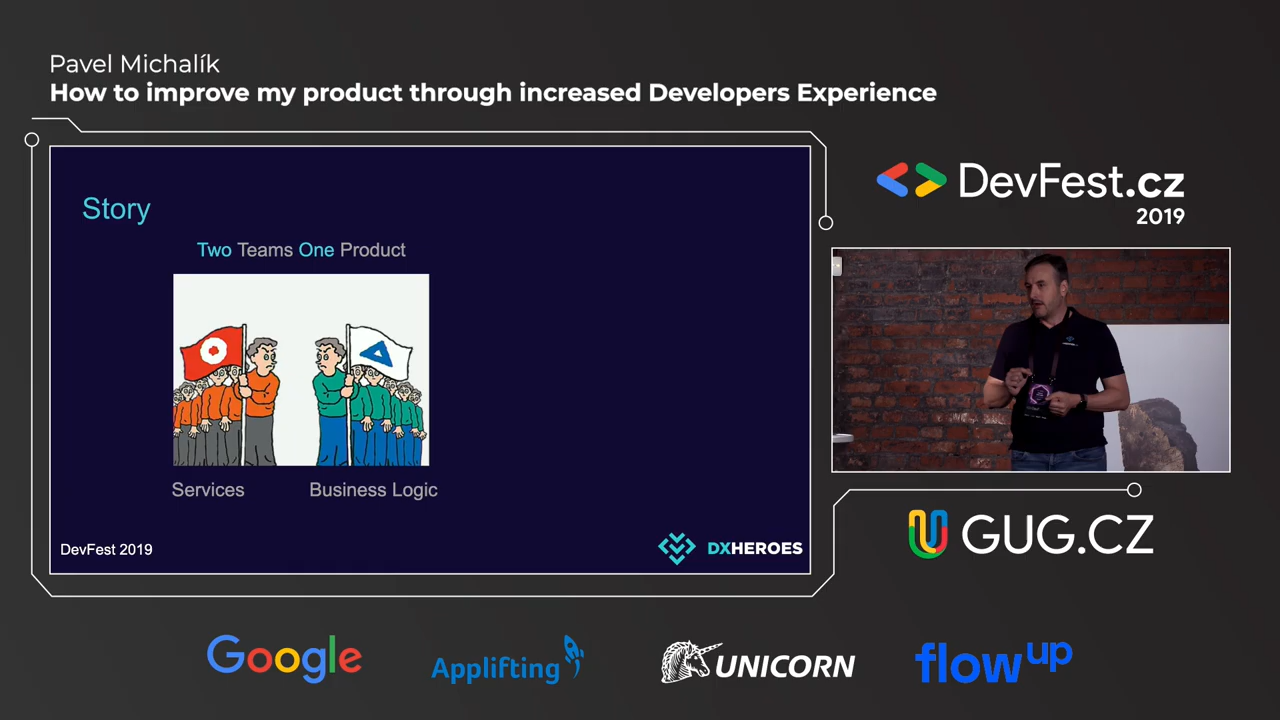 Pavel Michalík
How to improve my product through increased Developers Experience
Story
Two Teams One Product
Services
Business Logic
DevFest 2019
DXHEROES
DevFest.cz
2019
GUG.CZ
Google
Applifting
UNICORN
flowup